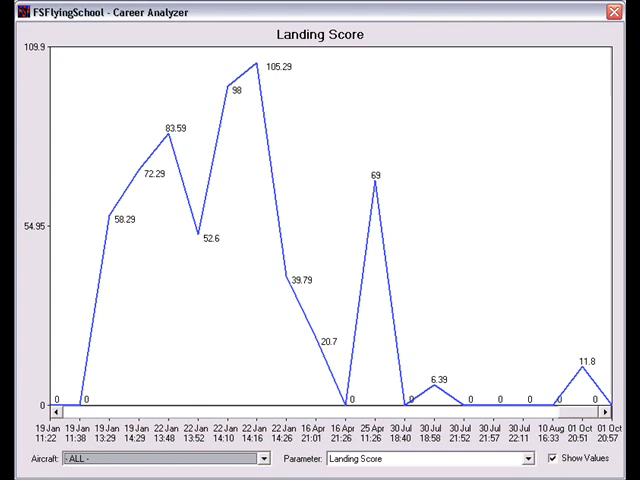 FSFlyingSchool - Career Analyzer
Landing Score
109.9
105.29
98
83.59
72.29
69
58.29
54.95
52.6
39.79
20.7
6.39
11.8
0 0 0 0 0 0 0 0 0
0
19 Jan 19 Jan 19 Jan 19 Jan 22 Jan 22 Jan 22 Jan 22 Jan 22 Jan 16 Apr 16 Apr 25 Apr 30 Jul 30 Jul 30 Jul 30 Jul 30 Jul 10 Aug 01 Oct 01 Oct
11:22 11:38 13:29 14:29 13:48 13:52 14:10 14:16 14:26 21:01 21:26 11:26 18:40 18:58 21:52 21:57 22:11 16:33 20:51 20:57
Aircraft: - ALL - Parameter: Landing Score Show Values